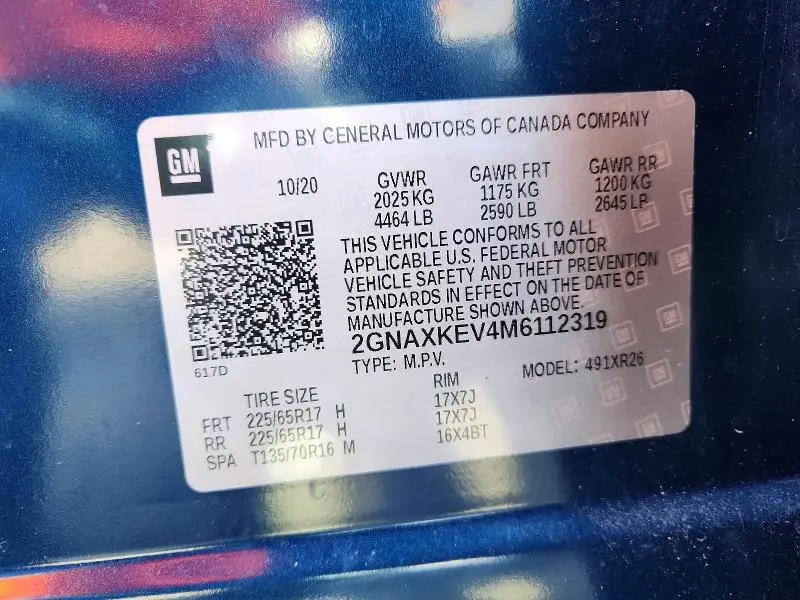 GM
MFD BY GENERAL MOTORS OF CANADA COMPANY
10/20
GVWR GAWR FRT GAWR RR
2025 KG 1175 KG 1200 KG
4464 LB 2590 LB 2645 LB
THIS VEHICLE CONFORMS TO ALL
APPLICABLE U.S. FEDERAL MOTOR
VEHICLE SAFETY AND THEFT PREVENTION
STANDARDS IN EFFECT ON THE DATE OF
MANUFACTURE SHOWN ABOVE.
2GNAXKEV4M6112319
617D
TYPE: M.P.V. MODEL: 491XR26
TIRE SIZE RIM
FRT 225/65R17 H 17X7J
RR 225/65R17 H 17X7J
SPA T135/70R16 M 16X4BT